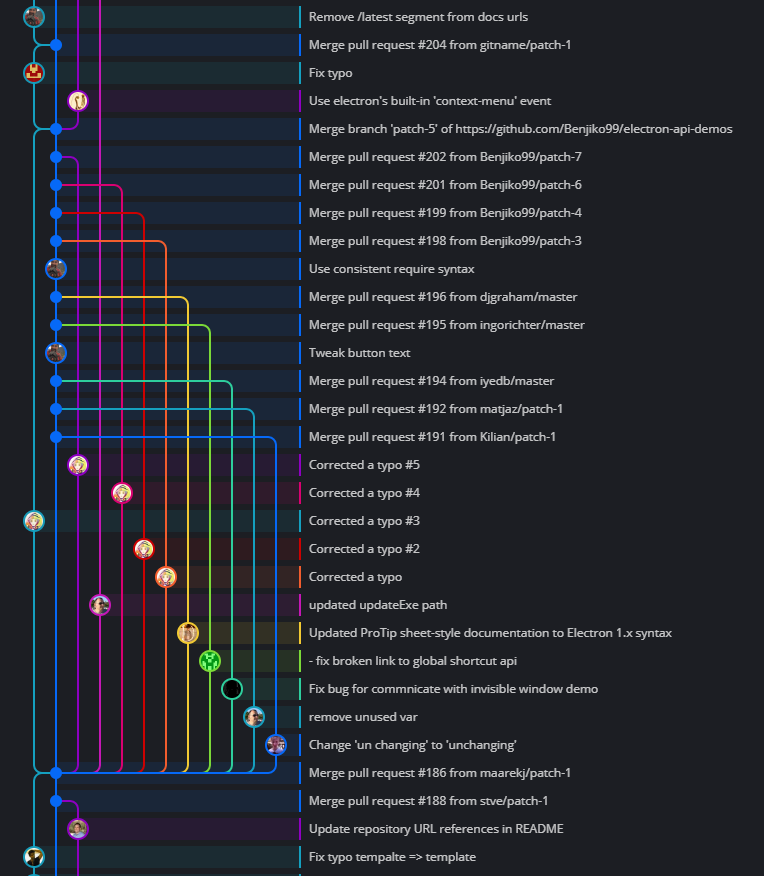 Remove /latest segment from docs urls
Merge pull request #204 from gitname/patch-1
Fix typo
Use electron's built-in 'context-menu' event
Merge branch 'patch-5' of https://github.com/Benjiko99/electron-api-demos
Merge pull request #202 from Benjiko99/patch-7
Merge pull request #201 from Benjiko99/patch-6
Merge pull request #199 from Benjiko99/patch-4
Merge pull request #198 from Benjiko99/patch-3
Use consistent require syntax
Merge pull request #196 from djgraham/master
Merge pull request #195 from ingorichter/master
Tweak button text
Merge pull request #194 from iyedb/master
Merge pull request #192 from matjaz/patch-1
Merge pull request #191 from Kilian/patch-1
Corrected a typo #5
Corrected a typo #4
Corrected a typo #3
Corrected a typo #2
Corrected a typo
updated updateExe path
Updated ProTip sheet-style documentation to Electron 1.x syntax
- fix broken link to global shortcut api
Fix bug for commnicate with invisible window demo
remove unused var
Change 'un changing' to 'unchanging'
Merge pull request #186 from maarekj/patch-1
Merge pull request #188 from stve/patch-1
Update repository URL references in README
Fix typo tempalte => template